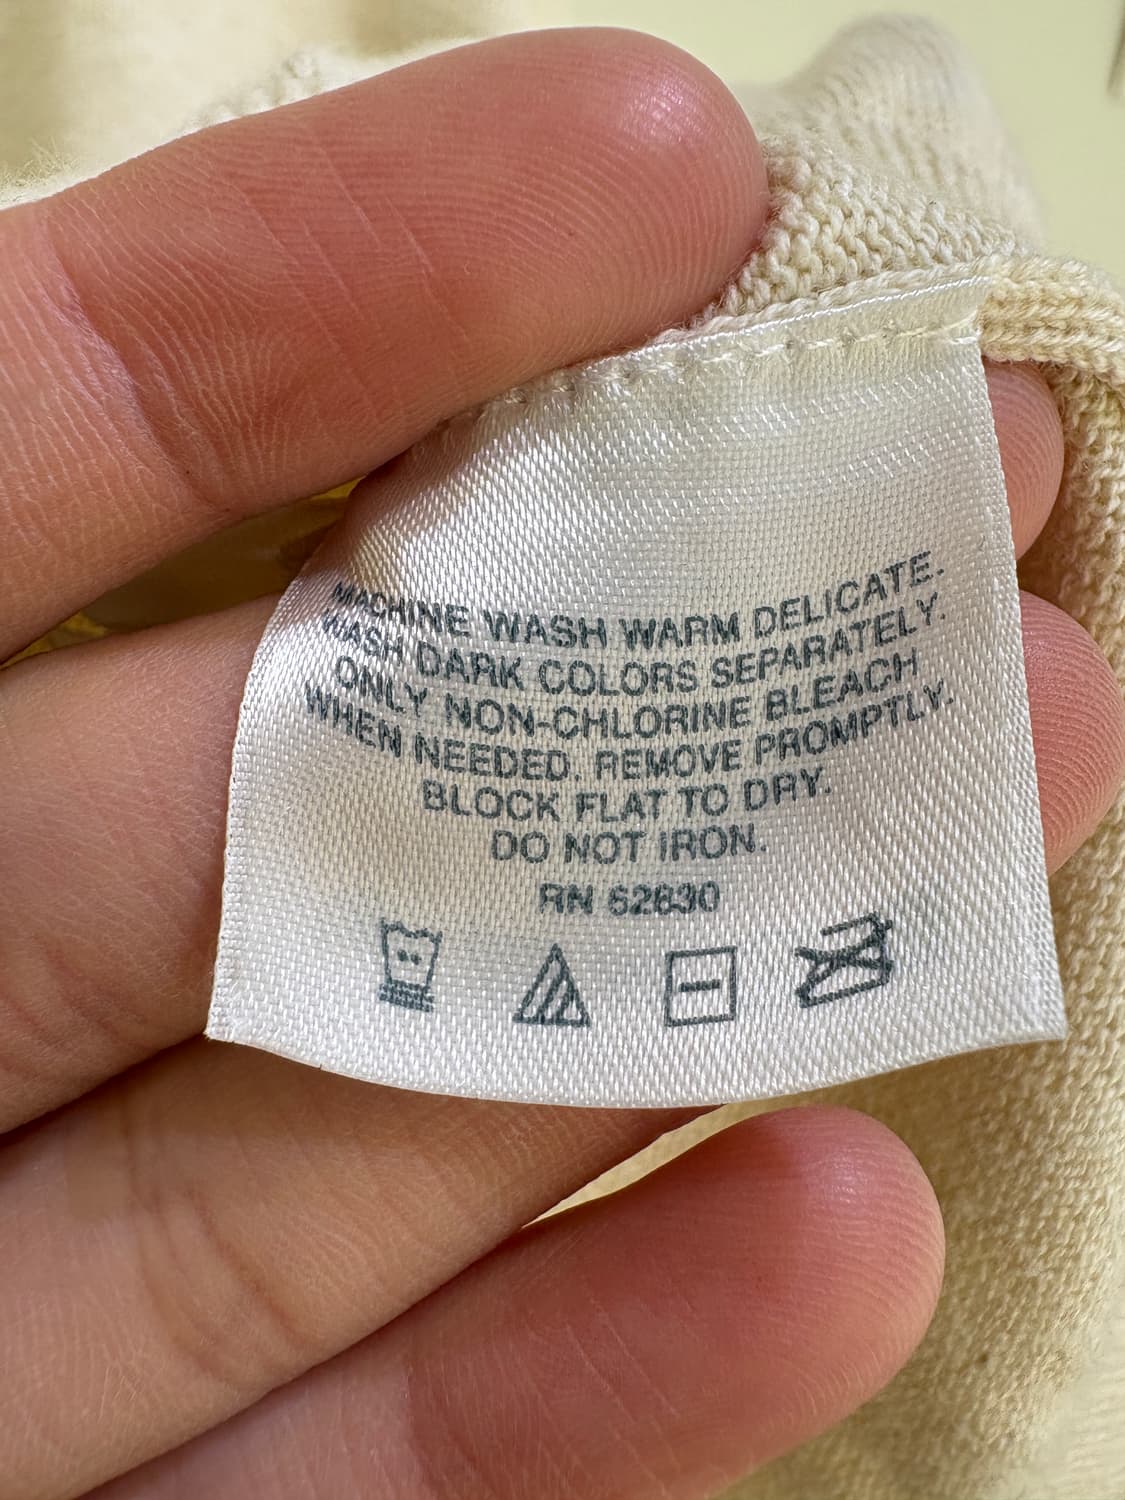 MACHINE WASH WARM DELICATE.
WASH DARK COLORS SEPARATELY.
ONLY NON-CHLORINE BLEACH
WHEN NEEDED. REMOVE PROMPTLY.
BLOCK FLAT TO DRY.
DO NOT IRON.
RN 62630